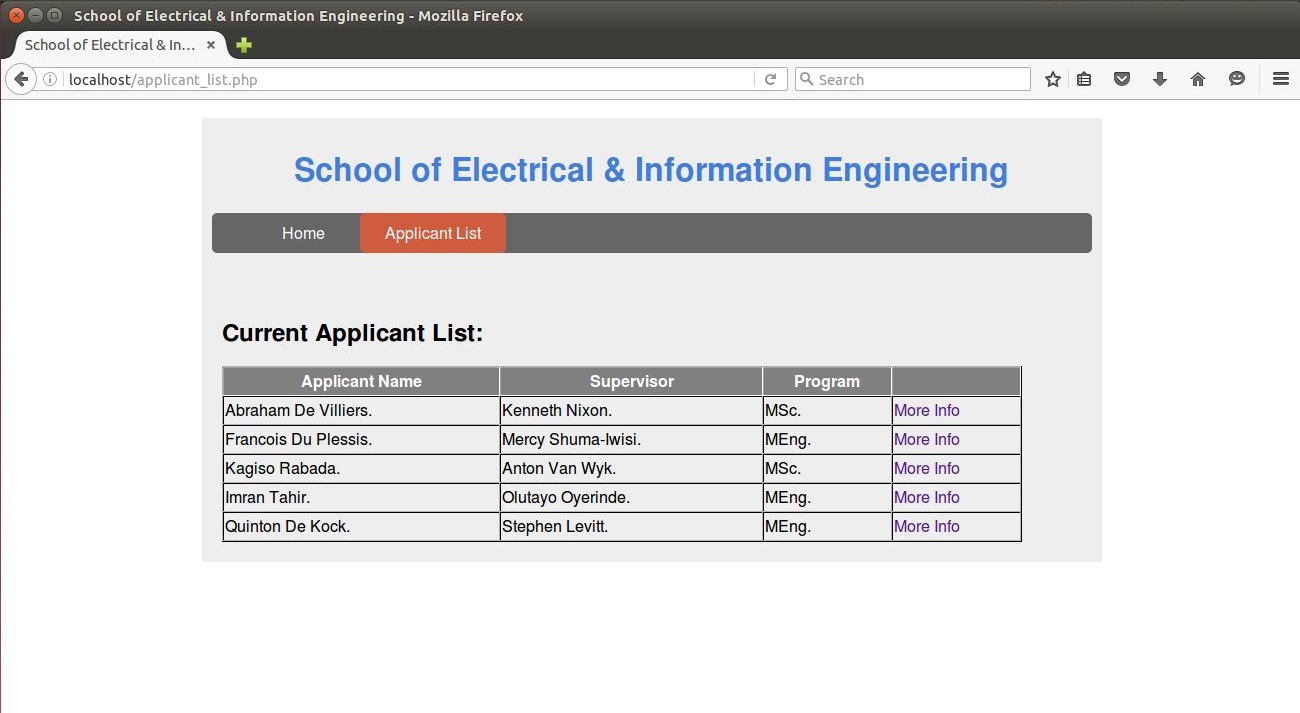 School of Electrical & Information Engineering - Mozilla Firefox
School of Electrical & In...
localhost/applicant_list.php Search
School of Electrical & Information Engineering
Home Applicant List
Current Applicant List:
Applicant Name Supervisor Program
Abraham De Villiers. Kenneth Nixon. MSc. More Info
Francois Du Plessis. Mercy Shuma-Iwisi. MEng. More Info
Kagiso Rabada. Anton Van Wyk. MSc. More Info
Imran Tahir. Olutayo Oyerinde. MEng. More Info
Quinton De Kock. Stephen Levitt. MEng. More Info